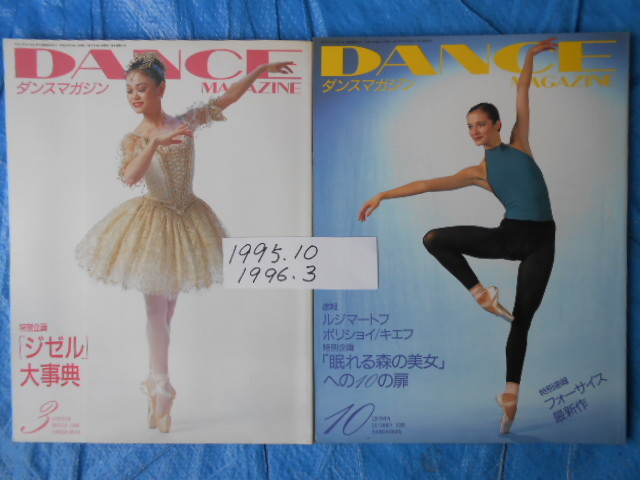 DANCE
MAGAZINE
ダンスマガジン
特別企画
「ジゼル」
大事典
3
DANCE
MAGAZINE
ダンスマガジン
1995.10
1996.3
速報
ルジマートフ
ボリショイ/キエフ
特別企画
「眠れる森の美女」
への10の扉
特別速報
フォーサイス
最新作
10